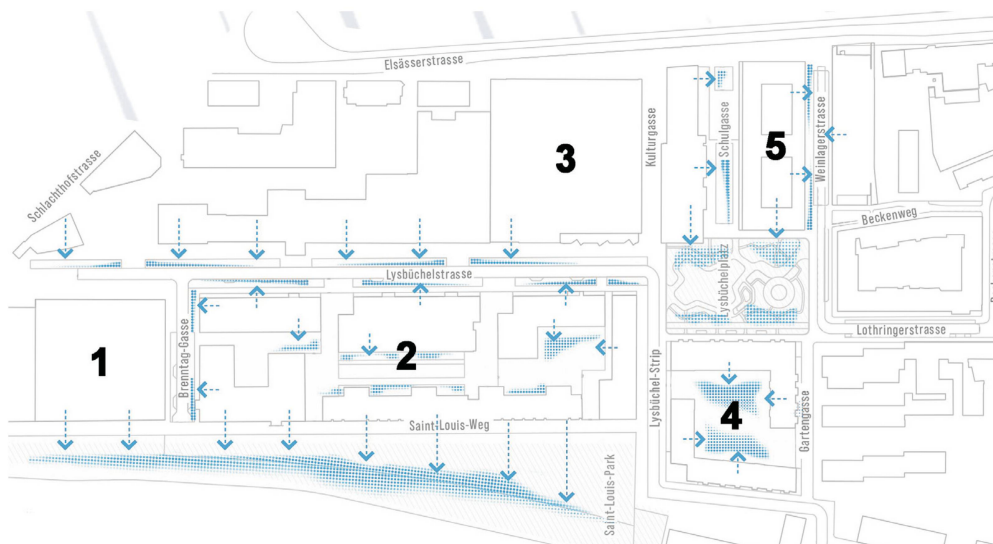 Elsässerstrasse
3
Kulturgasse
Schulgasse
5
Weinlagerstrasse
Schlachthofstrasse
Beckenweg
Lysbüchelstrasse
Lysbüchelplatz
Lothringerstrasse
1
Brenntag-Gasse
2
Lysbüchel-Strip
4
Gartengasse
Saint-Louis-Weg
Saint-Louis-Park